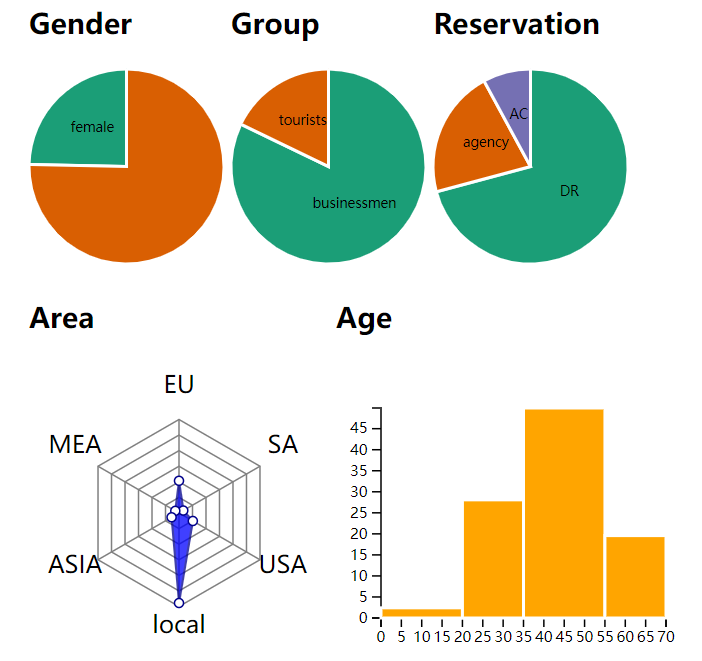 Gender Group Reservation
female
tourists
businessmen
AC
agency
DR
Area Age
EU
MEA SA
ASIA USA
local
45
40
35
30
25
20
15
10
5
0
0 5 10 15 20 25 30 35 40 45 50 55 60 65 70